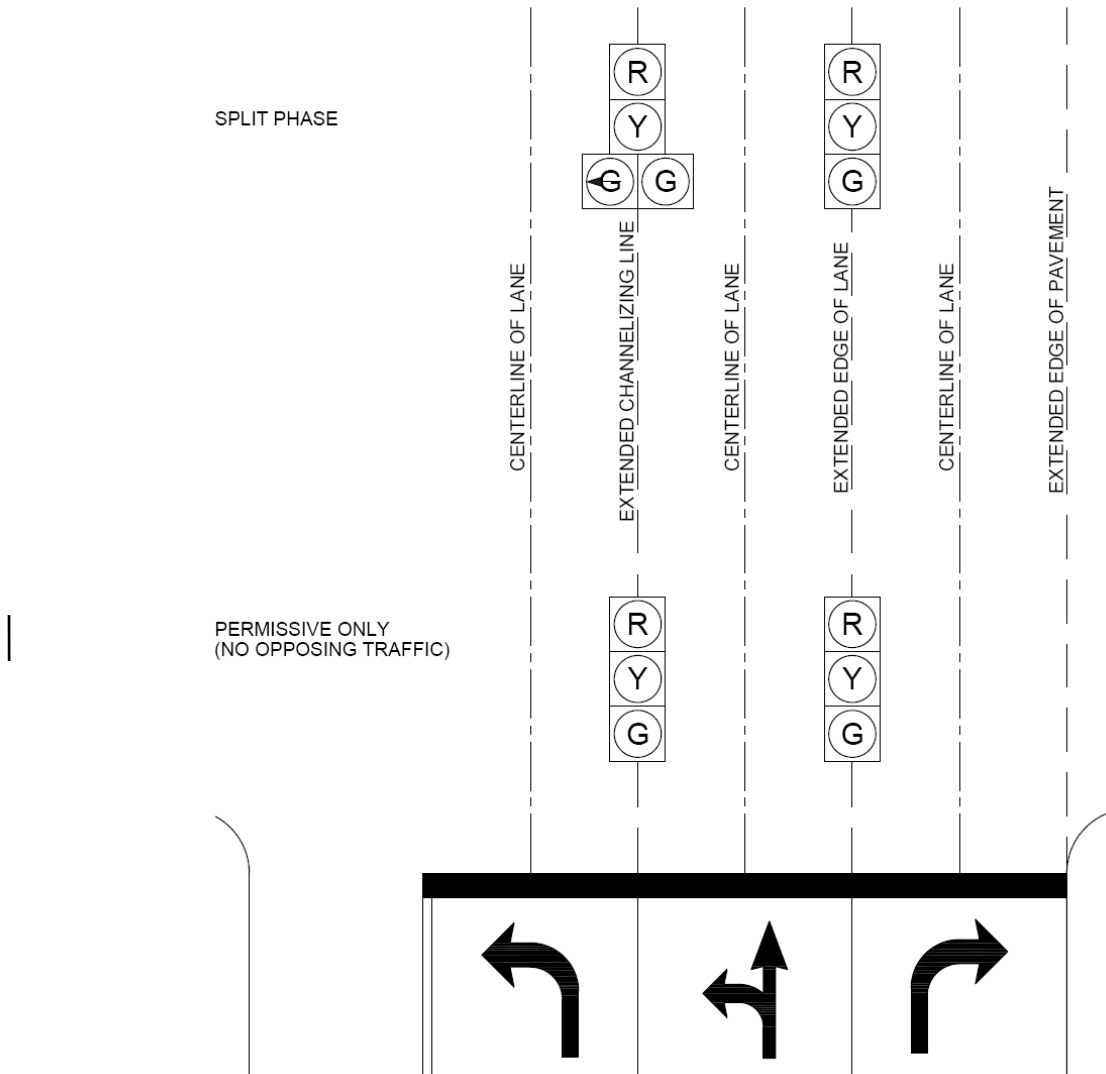 R
R
SPLIT PHASE
Y
Y
G
G
G
CENTERLINE OF LANE
EXTENDED CHANNELIZING LINE
CENTERLINE OF LANE
EXTENDED EDGE OF LANE
CENTERLINE OF LANE
EXTENDED EDGE OF PAVEMENT
PERMISSIVE ONLY
(NO OPPOSING TRAFFIC)
R
R
Y
Y
G
G